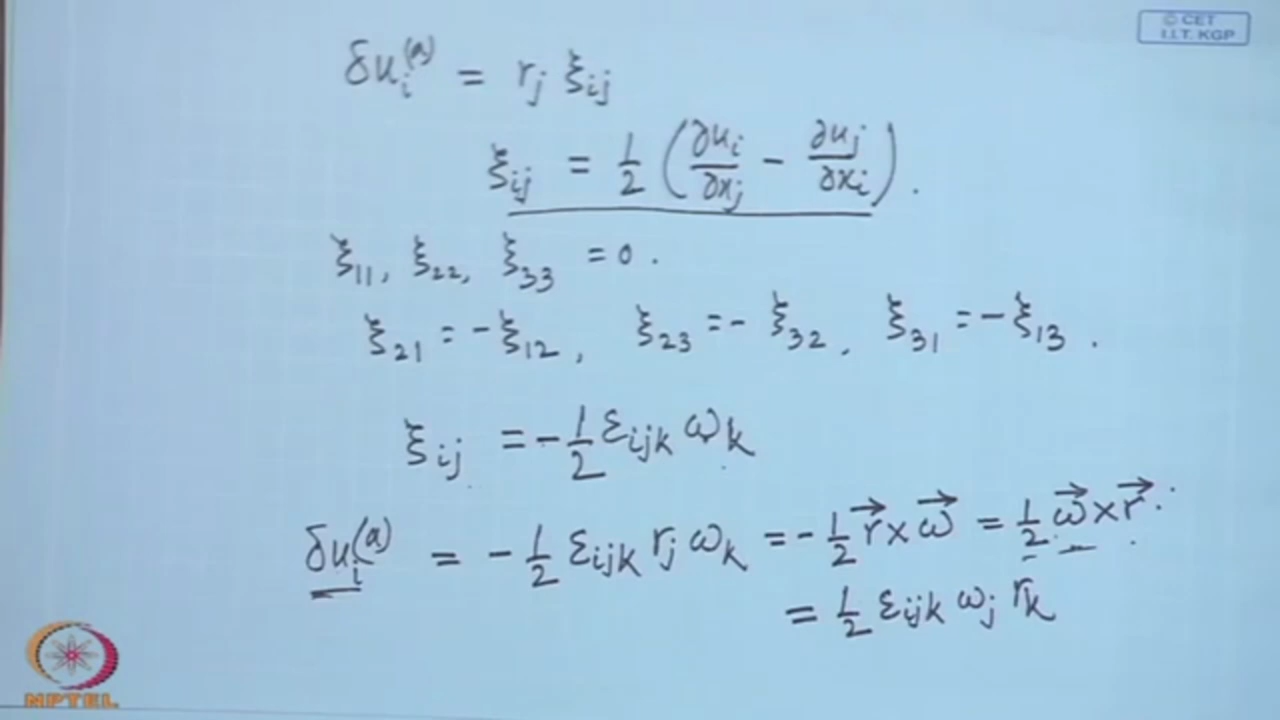 © CET
I.I.T. KGP
δu_i^(a) = r_j ξ_ij
ξ_ij = 1/2 (∂u_i/∂x_j - ∂u_j/∂x_i).
ξ_11, ξ_22, ξ_33 = 0.
ξ_21 = -ξ_12, ξ_23 = -ξ_32, ξ_31 = -ξ_13.
ξ_ij = -1/2 ε_ijk ω_k
δu_i^(a) = -1/2 ε_ijk r_j ω_k = -1/2 r⃗ × ω⃗ = 1/2 ω⃗ × r⃗.
= 1/2 ε_ijk ω_j r_k
NPTEL